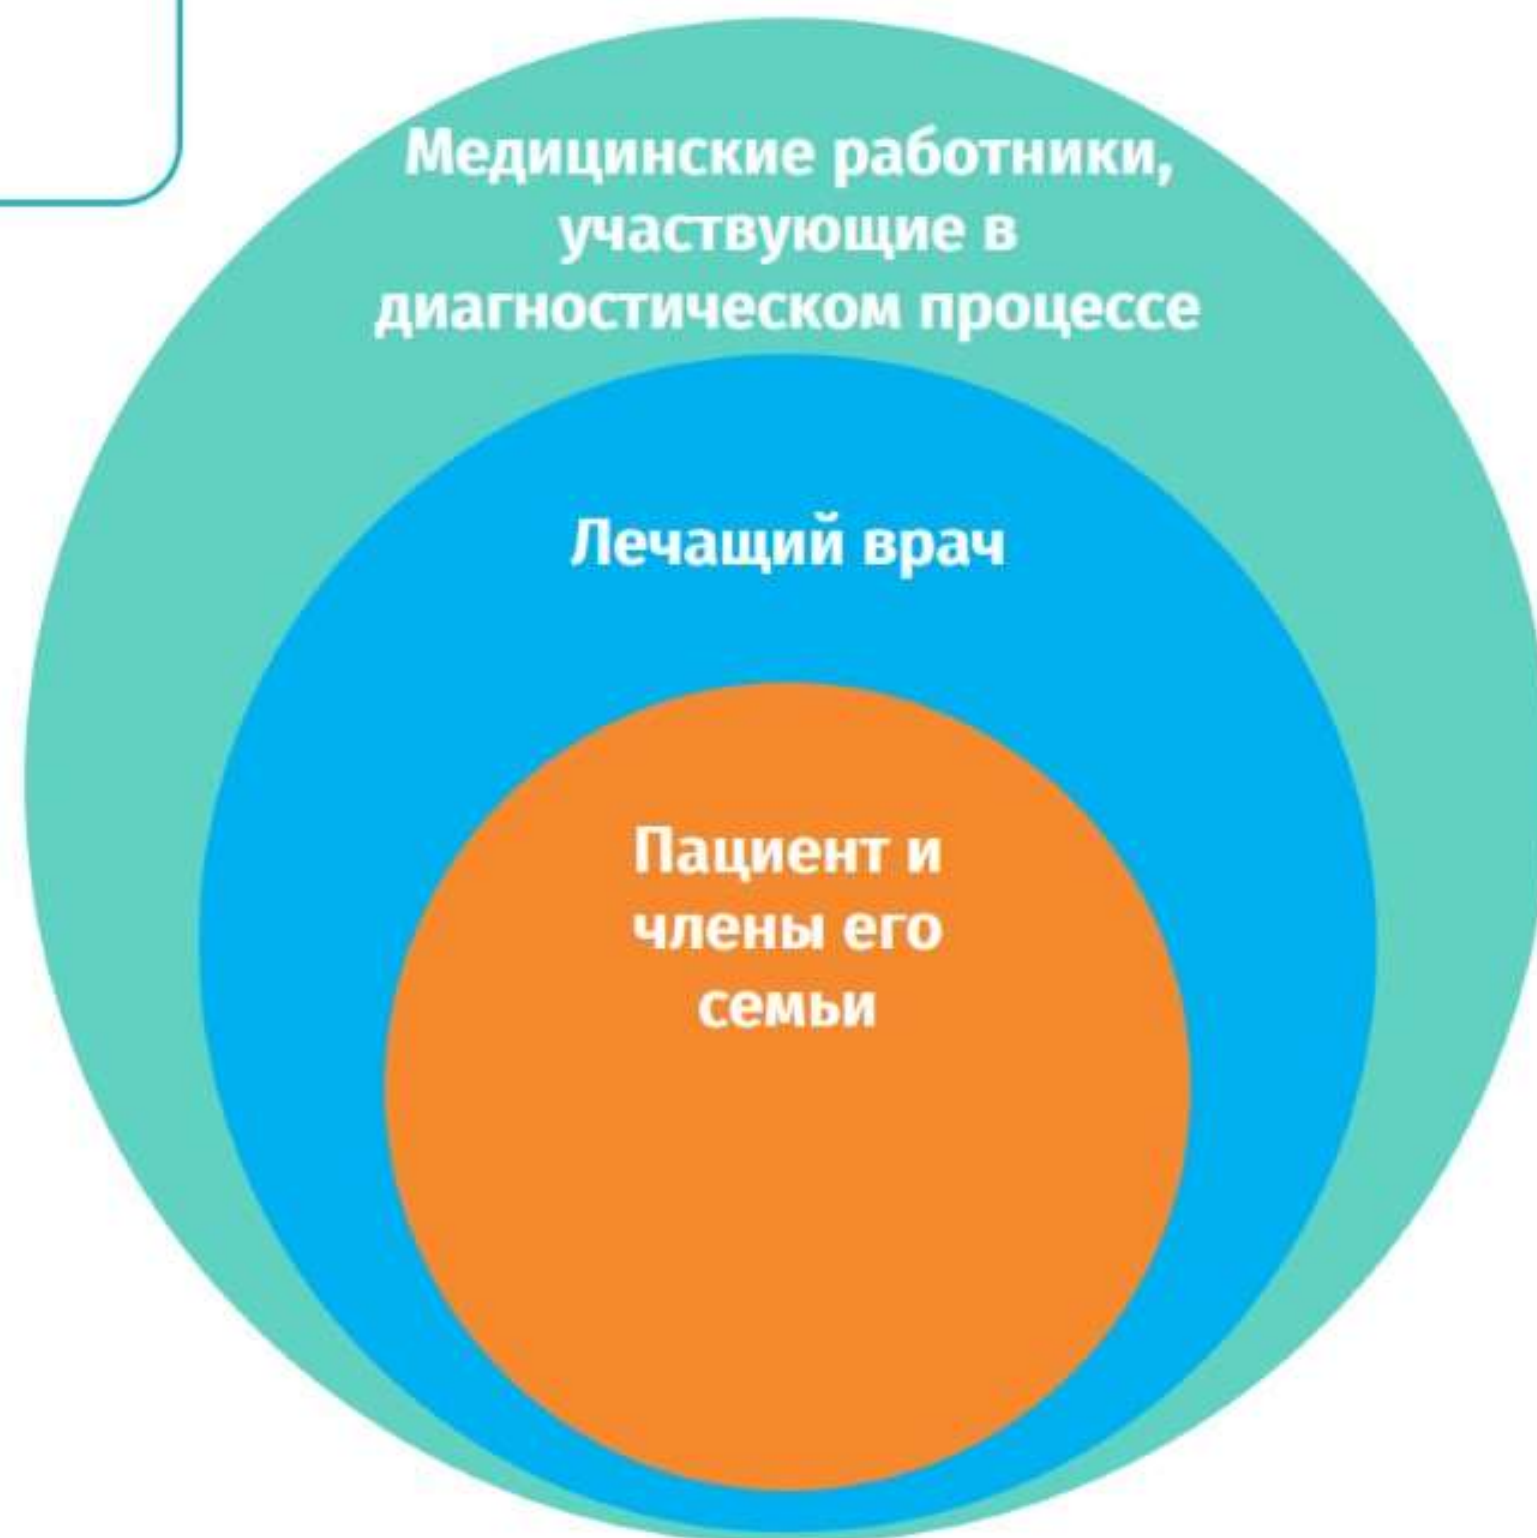 Медицинские работники,
участвующие в
диагностическом процессе
Лечащий врач
Пациент и
члены его
семьи